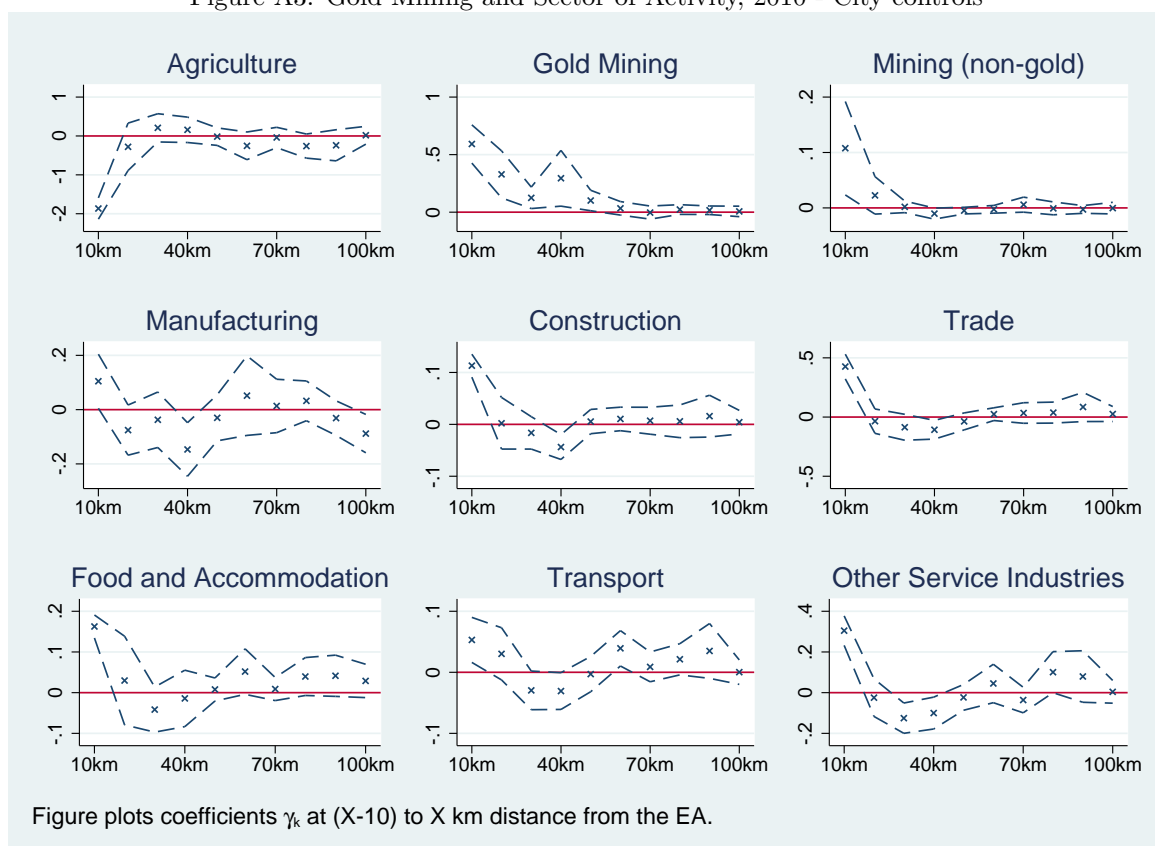 Figure A3: Gold Mining and Sector of Activity, 2010 - City controls
Agriculture
Gold Mining
Mining (non-gold)
1
0
-1
-2
10km 40km 70km 100km
1
.5
0
10km 40km 70km 100km
.2
.1
0
10km 40km 70km 100km
Manufacturing
Construction
Trade
.2
0
-.2
10km 40km 70km 100km
.1
0
-.1
10km 40km 70km 100km
.5
0
-.5
10km 40km 70km 100km
Food and Accommodation
Transport
Other Service Industries
.2
.1
0
-.1
10km 40km 70km 100km
.1
0
-.1
10km 40km 70km 100km
.4
.2
0
-.2
10km 40km 70km 100km
Figure plots coefficients γk at (X-10) to X km distance from the EA.